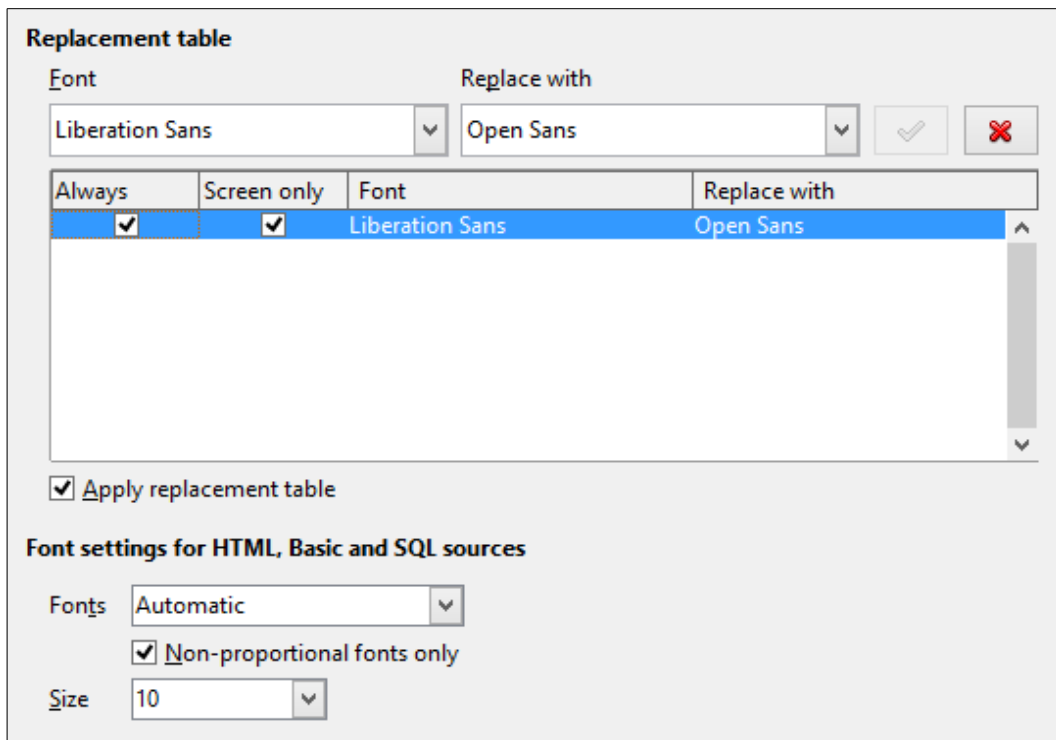 Replacement table
Font Replace with
Liberation Sans Open Sans
Always Screen only Font Replace with
Liberation Sans Open Sans
Apply replacement table
Font settings for HTML, Basic and SQL sources
Fonts Automatic
Non-proportional fonts only
Size 10